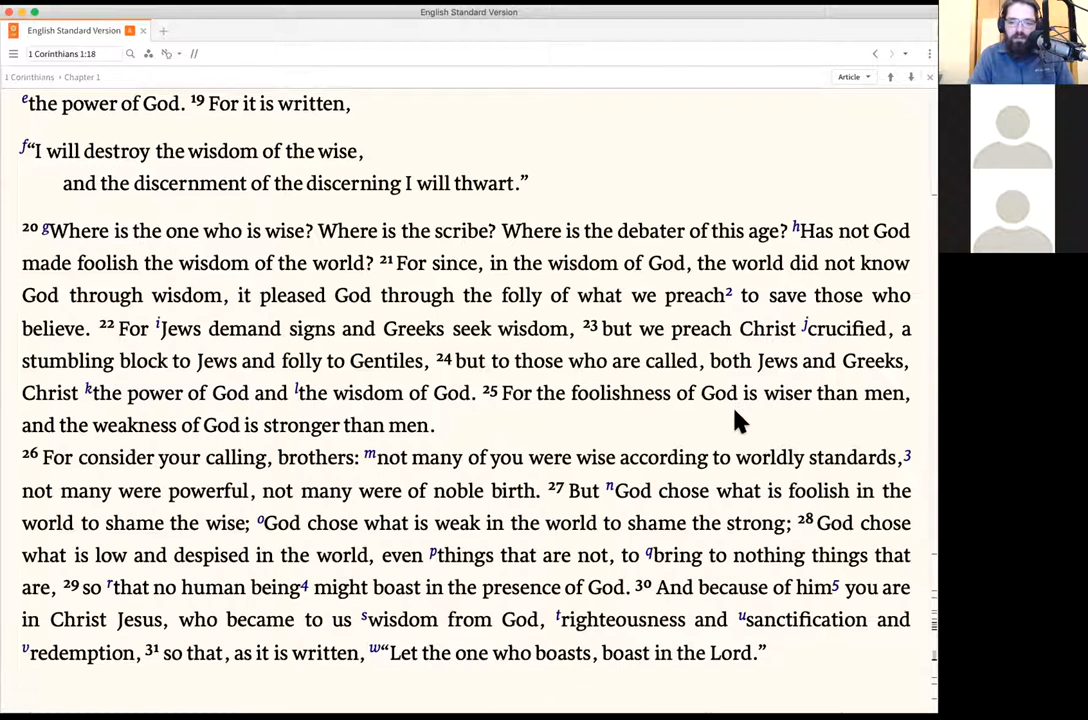 English Standard Version
English Standard Version A
1 Corinthians 1:18
1 Corinthians › Chapter 1
Article
ethe power of God. 19 For it is written,
f“I will destroy the wisdom of the wise,
and the discernment of the discerning I will thwart.”
20 gWhere is the one who is wise? Where is the scribe? Where is the debater of this age? hHas not God
made foolish the wisdom of the world? 21 For since, in the wisdom of God, the world did not know
God through wisdom, it pleased God through the folly of what we preach2 to save those who
believe. 22 For iJews demand signs and Greeks seek wisdom, 23 but we preach Christ jcrucified, a
stumbling block to Jews and folly to Gentiles, 24 but to those who are called, both Jews and Greeks,
Christ kthe power of God and lthe wisdom of God. 25 For the foolishness of God is wiser than men,
and the weakness of God is stronger than men.
26 For consider your calling, brothers: mnot many of you were wise according to worldly standards,3
not many were powerful, not many were of noble birth. 27 But nGod chose what is foolish in the
world to shame the wise; oGod chose what is weak in the world to shame the strong; 28 God chose
what is low and despised in the world, even pthings that are not, to qbring to nothing things that
are, 29 so rthat no human being4 might boast in the presence of God. 30 And because of him5 you are
in Christ Jesus, who became to us swisdom from God, trighteousness and usanctification and
vredemption, 31 so that, as it is written, w“Let the one who boasts, boast in the Lord.”